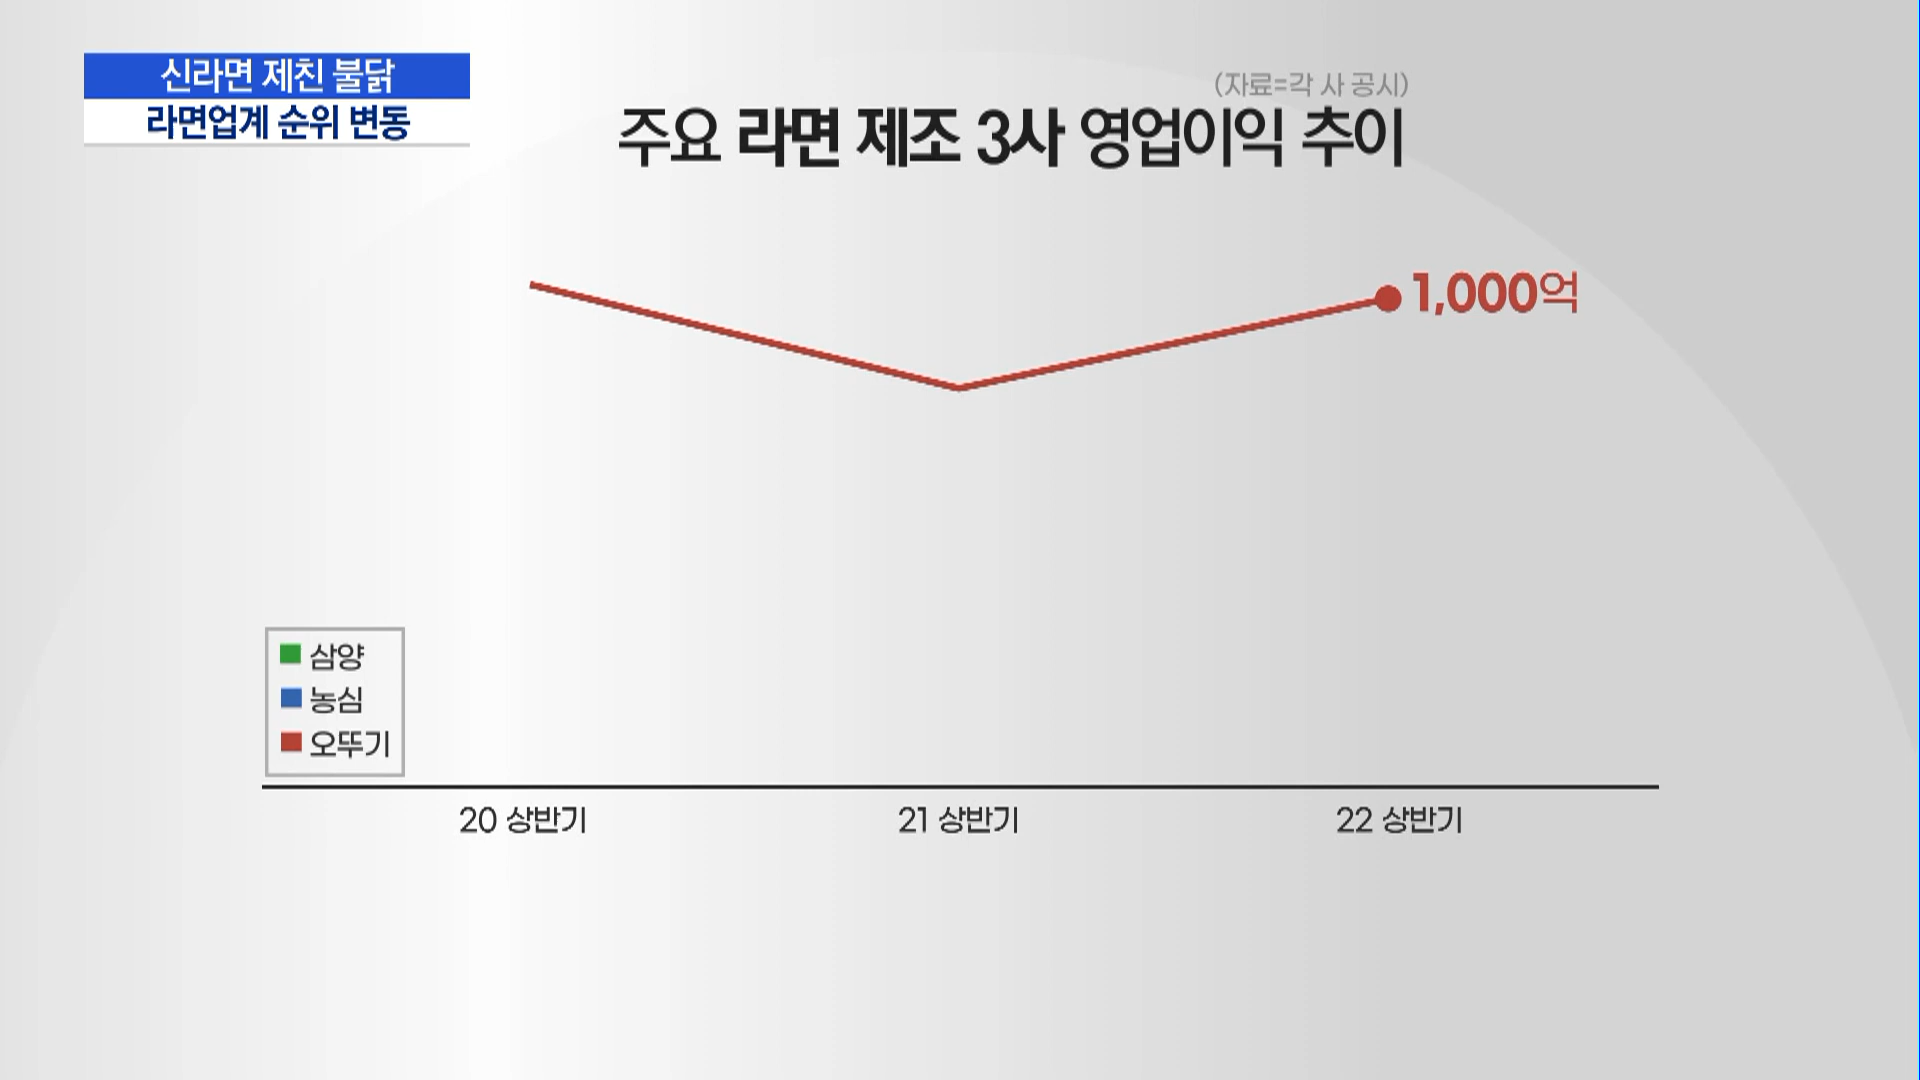 신라면 제친 불닭
라면업계 순위 변동
(자료=각 사 공시)
주요 라면 제조 3사 영업이익 추이
1,000억
삼양
농심
오뚜기
20 상반기
21 상반기
22 상반기